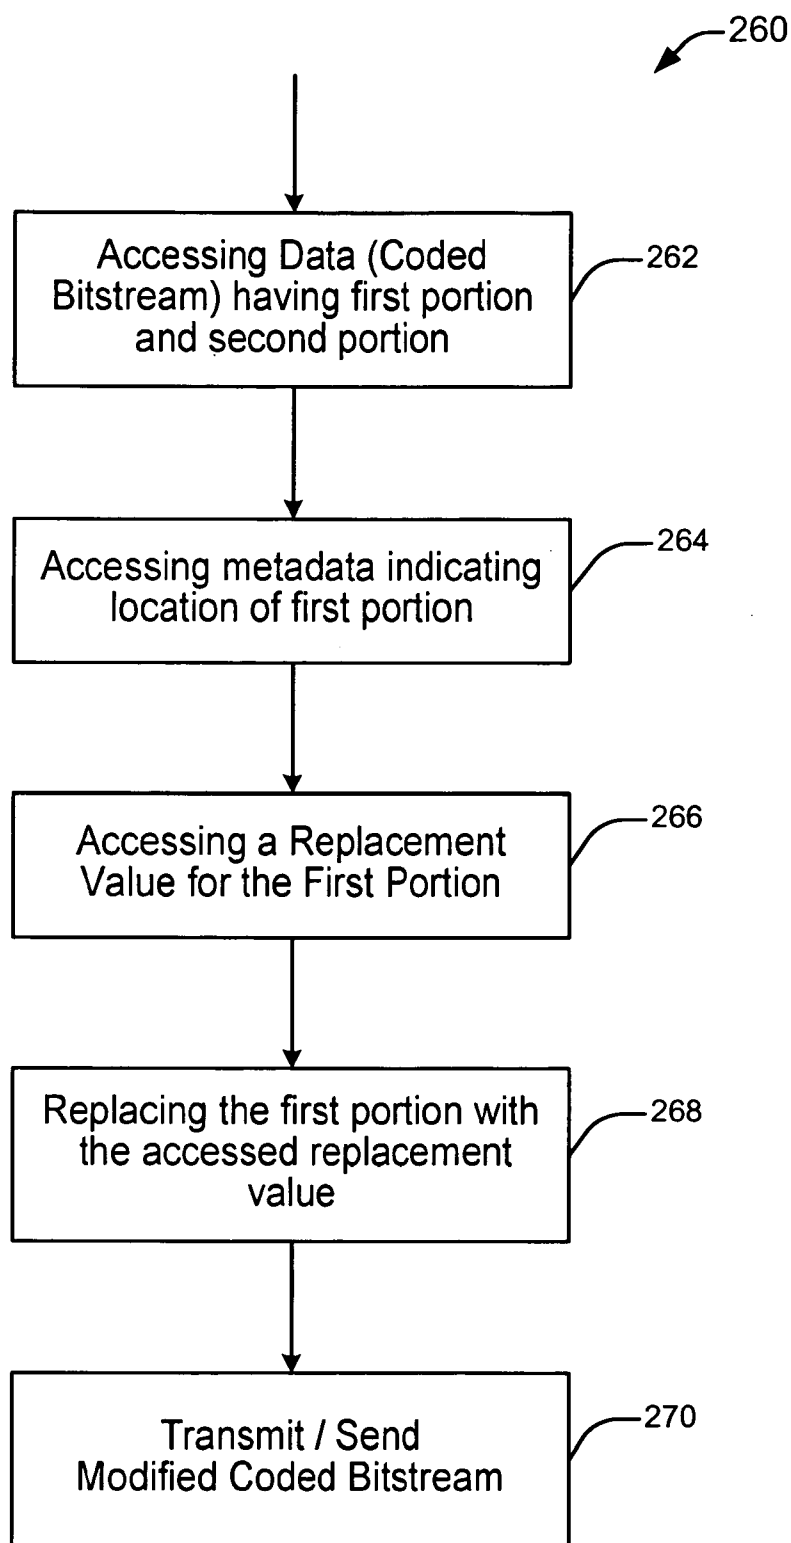 260
Accessing Data (Coded
Bitstream) having first portion
and second portion
262
Accessing metadata indicating
location of first portion
264
Accessing a Replacement
Value for the First Portion
266
Replacing the first portion with
the accessed replacement
value
268
Transmit / Send
Modified Coded Bitstream
270